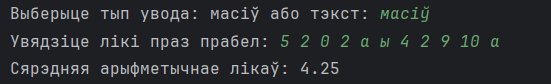 Выберыце тып увода: масіў або тэкст: масіў
Увядзіце лікі праз прабел: 5 2 0 2 а ы 4 2 9 10 а
Сярэдняя арыфметычнае лікаў: 4.25